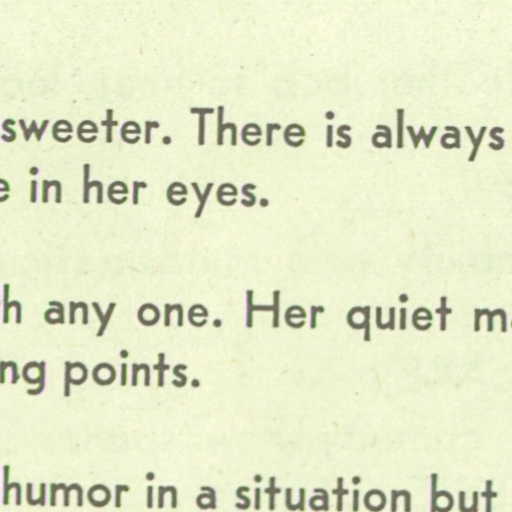 sweeter. There is always
e in her eyes.
h any one. Her quiet m
ng points.
humor in a situation but